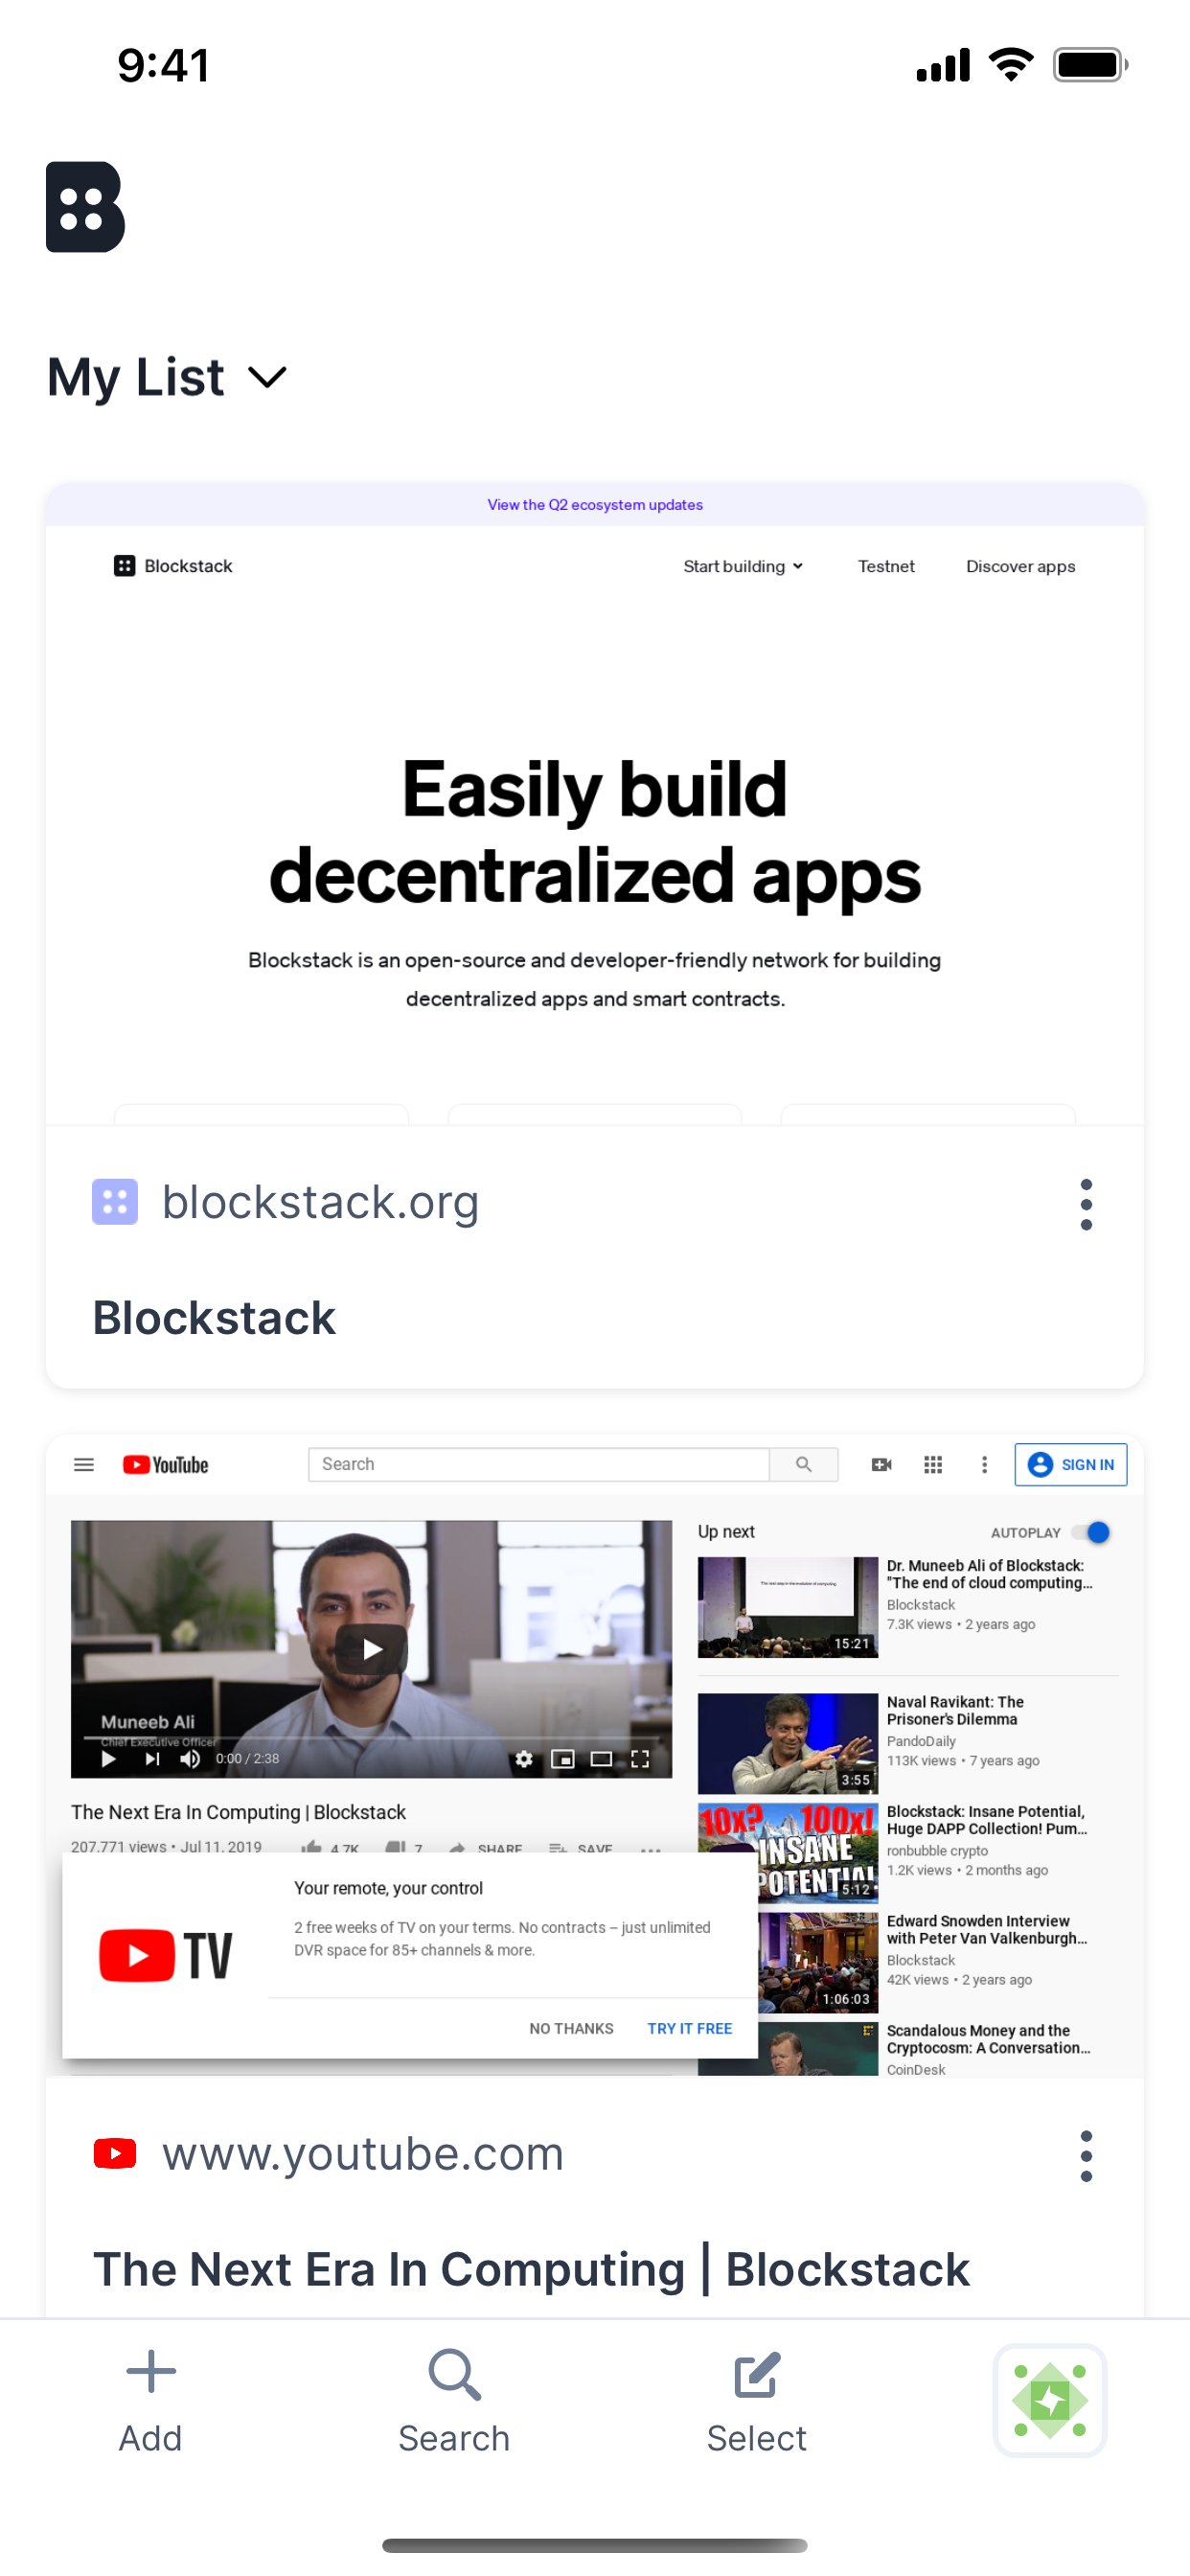 9:41
My List
View the Q2 ecosystem updates
Blockstack
Start building
Testnet
Discover apps
Easily build
decentralized apps
Blockstack is an open-source and developer-friendly network for building
decentralized apps and smart contracts.
blockstack.org
Blockstack
YouTube
Search
SIGN IN
Muneeb Ali
Chief Executive Officer
0:00 / 2:38
The Next Era In Computing | Blockstack
207,771 views • Jul 11, 2019
4.7K
7
SHARE
SAVE
TV
Your remote, your control
2 free weeks of TV on your terms. No contracts – just unlimited
DVR space for 85+ channels & more.
NO THANKS
TRY IT FREE
Up next
AUTOPLAY
The next step in the evolution of computing.
15:21
Dr. Muneeb Ali of Blockstack:
"The end of cloud computing...
Blockstack
7.3K views • 2 years ago
3:55
Naval Ravikant: The
Prisoner's Dilemma
PandoDaily
113K views • 7 years ago
10x? 100x!
INSANE
POTENTIAL
5:12
Blockstack: Insane Potential,
Huge DAPP Collection! Pum...
ronbubble crypto
1.2K views • 2 months ago
1:06:03
Edward Snowden Interview
with Peter Van Valkenburgh...
Blockstack
42K views • 2 years ago
Scandalous Money and the
Cryptocosm: A Conversation...
CoinDesk
www.youtube.com
The Next Era In Computing | Blockstack
Add
Search
Select